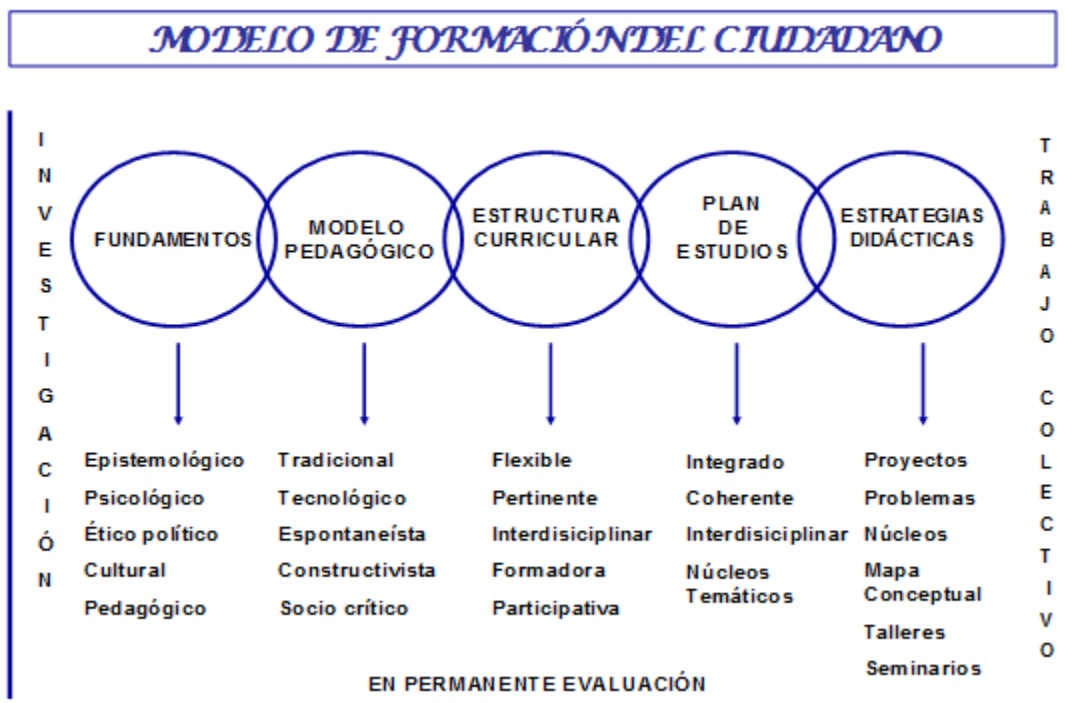 MODELO DE FORMACIÓN DEL CIUDADANO
INVESTIGACIÓN
FUNDAMENTOS
MODELO
PEDAGÓGICO
ESTRUCTURA
CURRICULAR
PLAN
DE
ESTUDIOS
ESTRATEGIAS
DIDÁCTICAS
Epistemológico
Psicológico
Ético político
Cultural
Pedagógico
Tradicional
Tecnológico
Espontaneísta
Constructivista
Socio crítico
Flexible
Pertinente
Interdisiciplinar
Formadora
Participativa
Integrado
Coherente
Interdisiciplinar
Núcleos
Temáticos
Proyectos
Problemas
Núcleos
Mapa
Conceptual
Talleres
Seminarios
TRABAJO COLECTIVO
EN PERMANENTE EVALUACIÓN